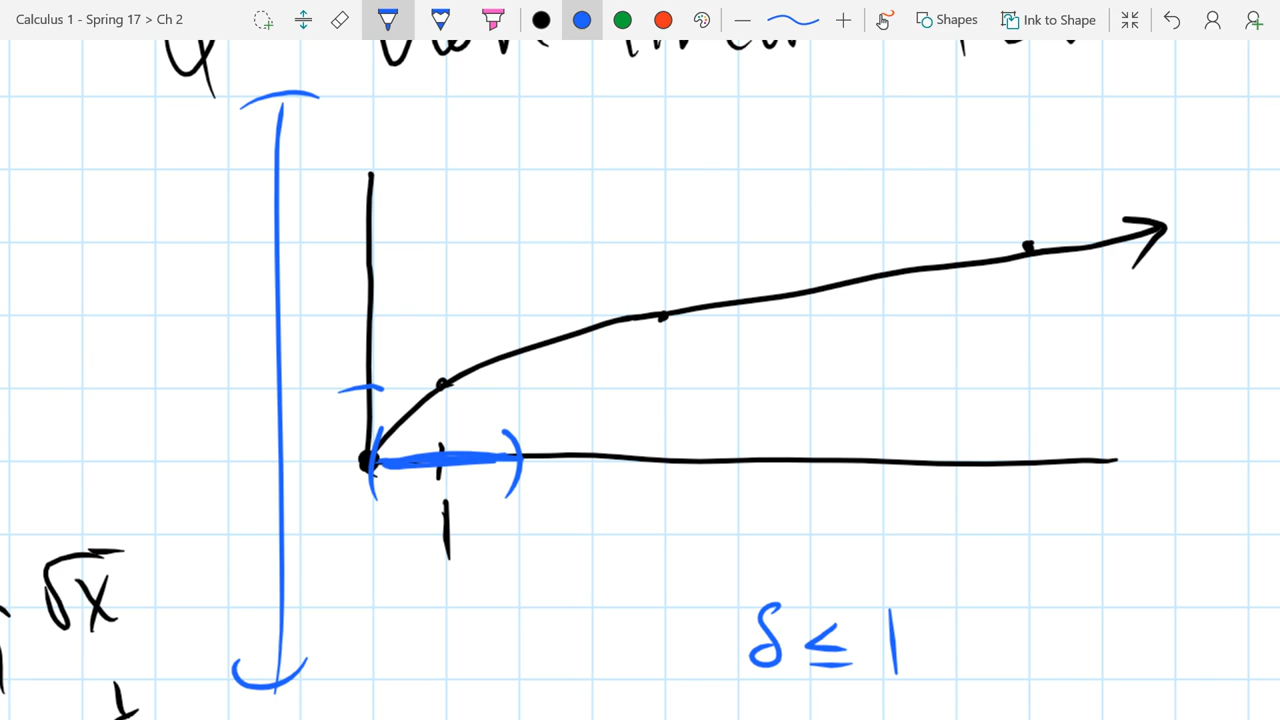 Calculus 1 - Spring 17 > Ch 2
Shapes
Ink to Shape
1
√x
δ ≤ 1